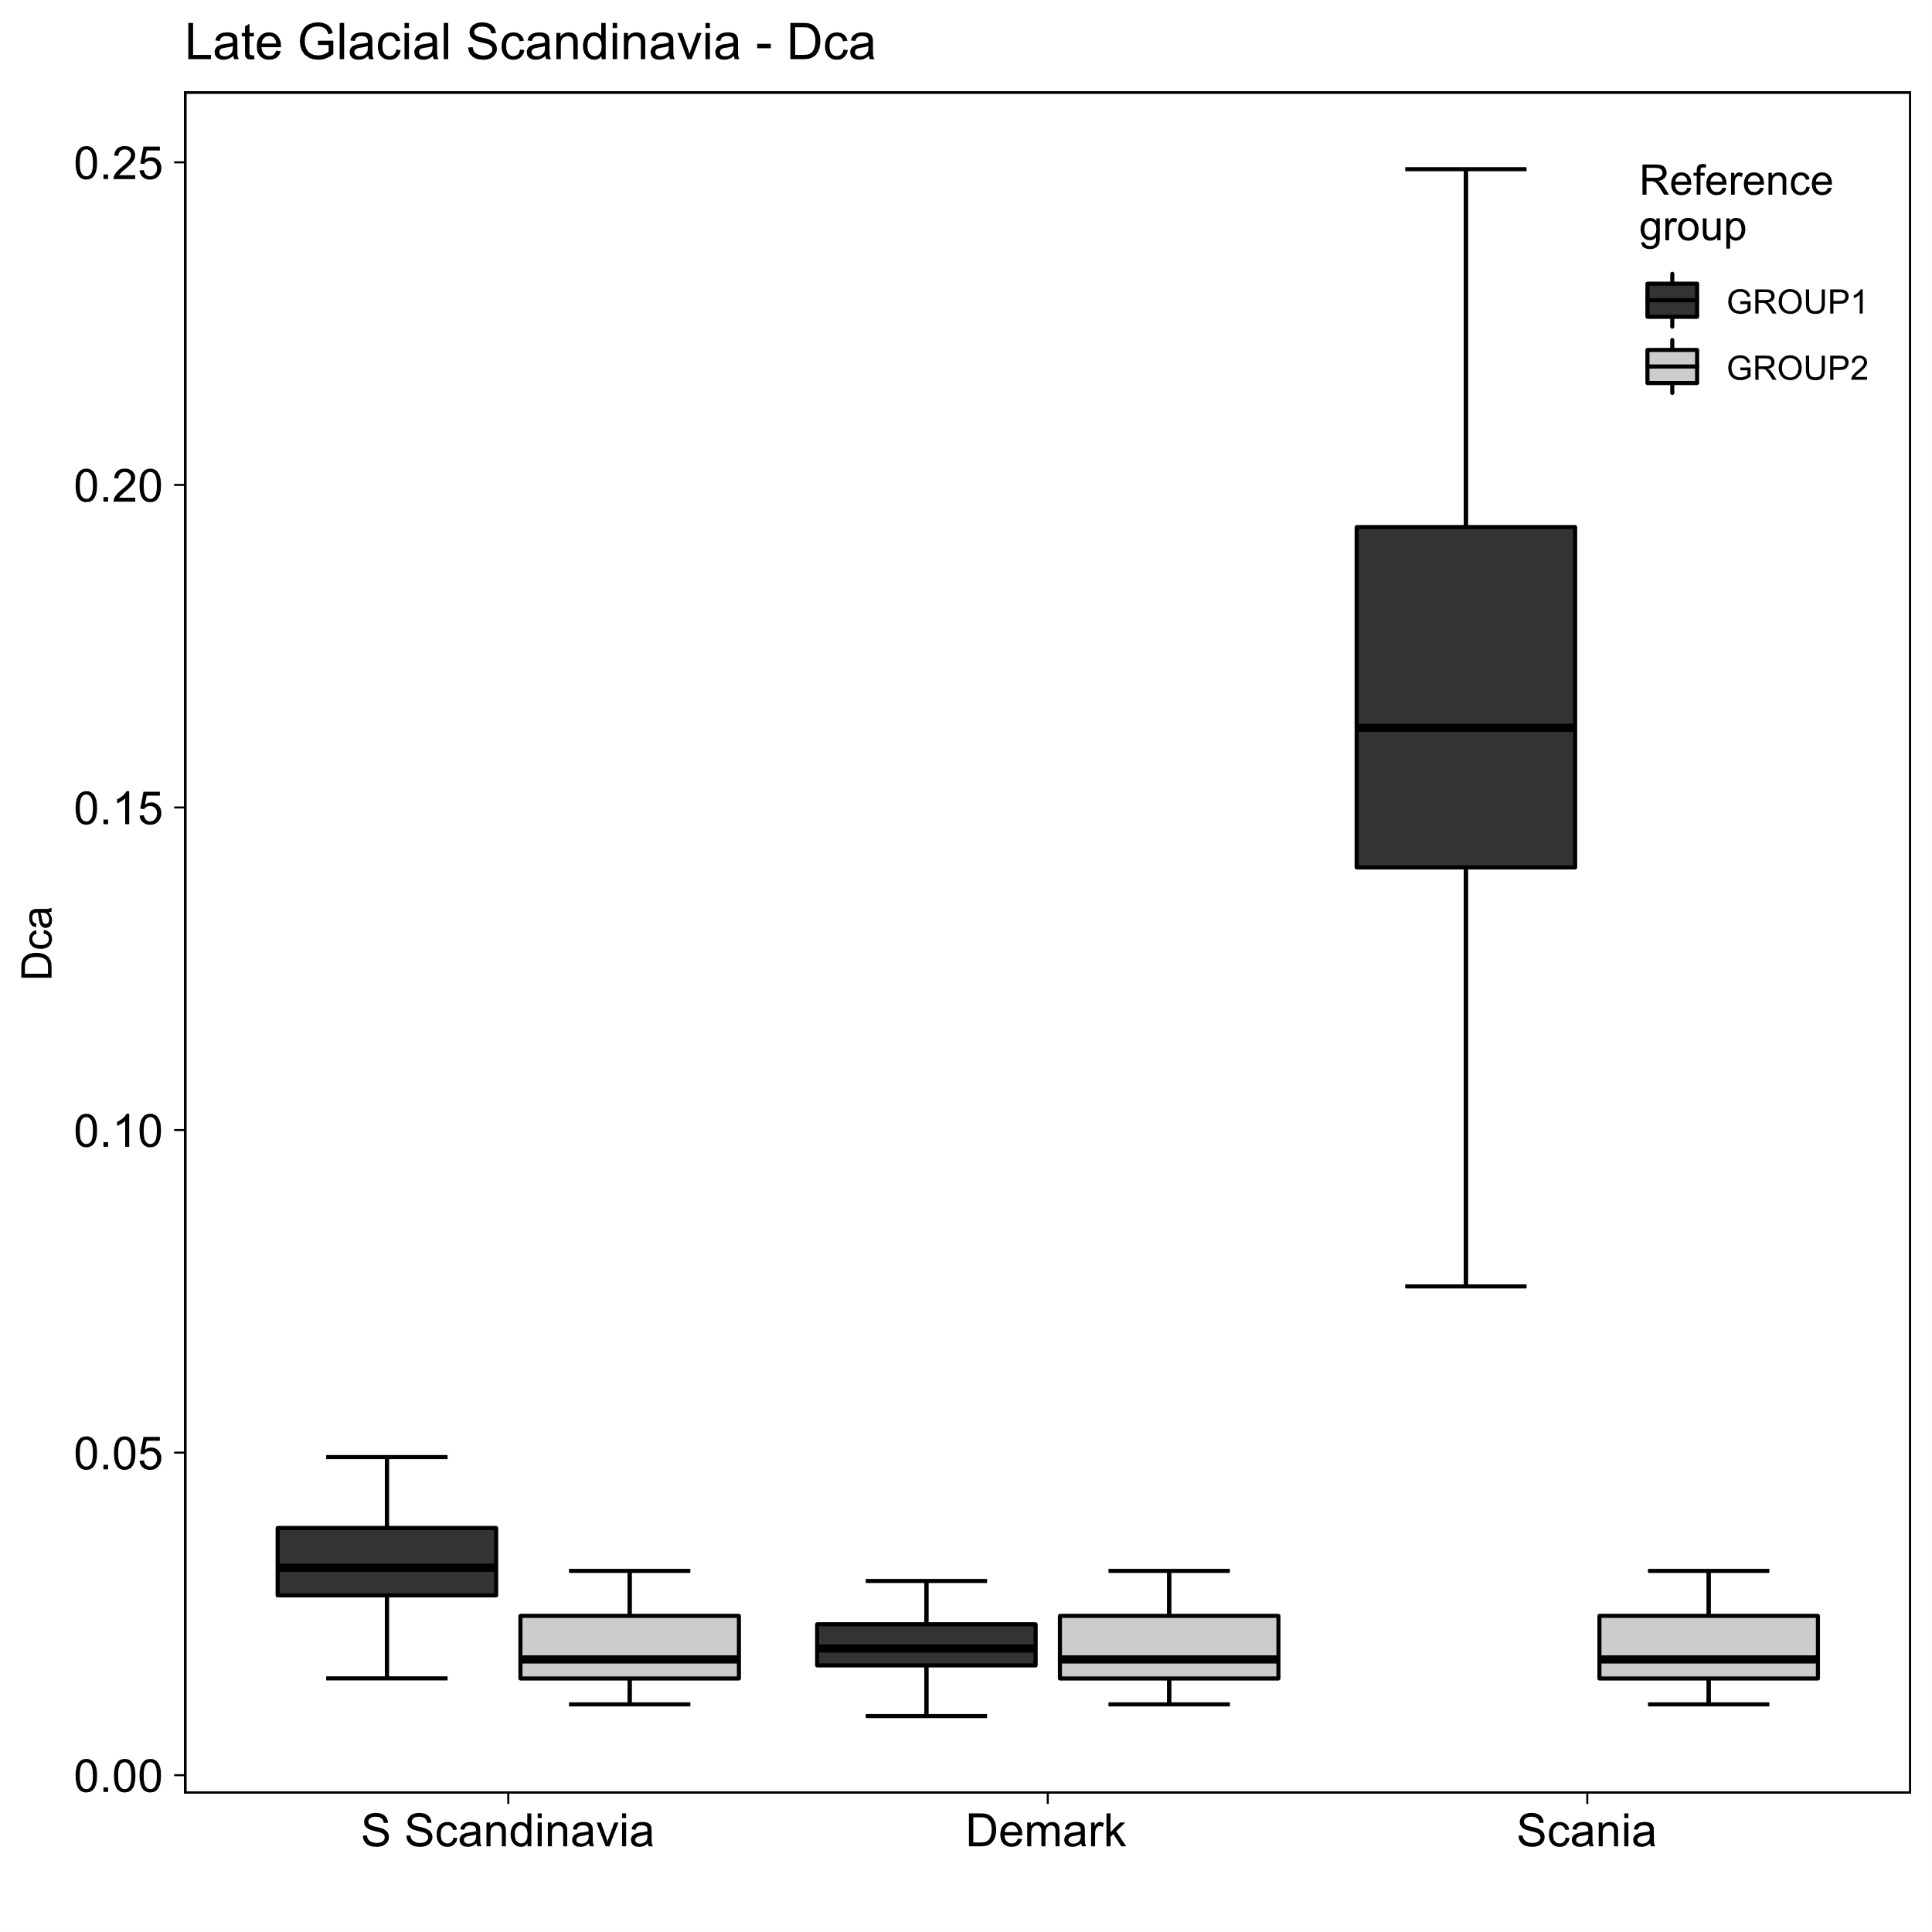 Late Glacial Scandinavia - Dca
Reference
group
GROUP1
GROUP2
0.25
0.20
0.15
0.10
0.05
0.00
Dca
S Scandinavia
Demark
Scania